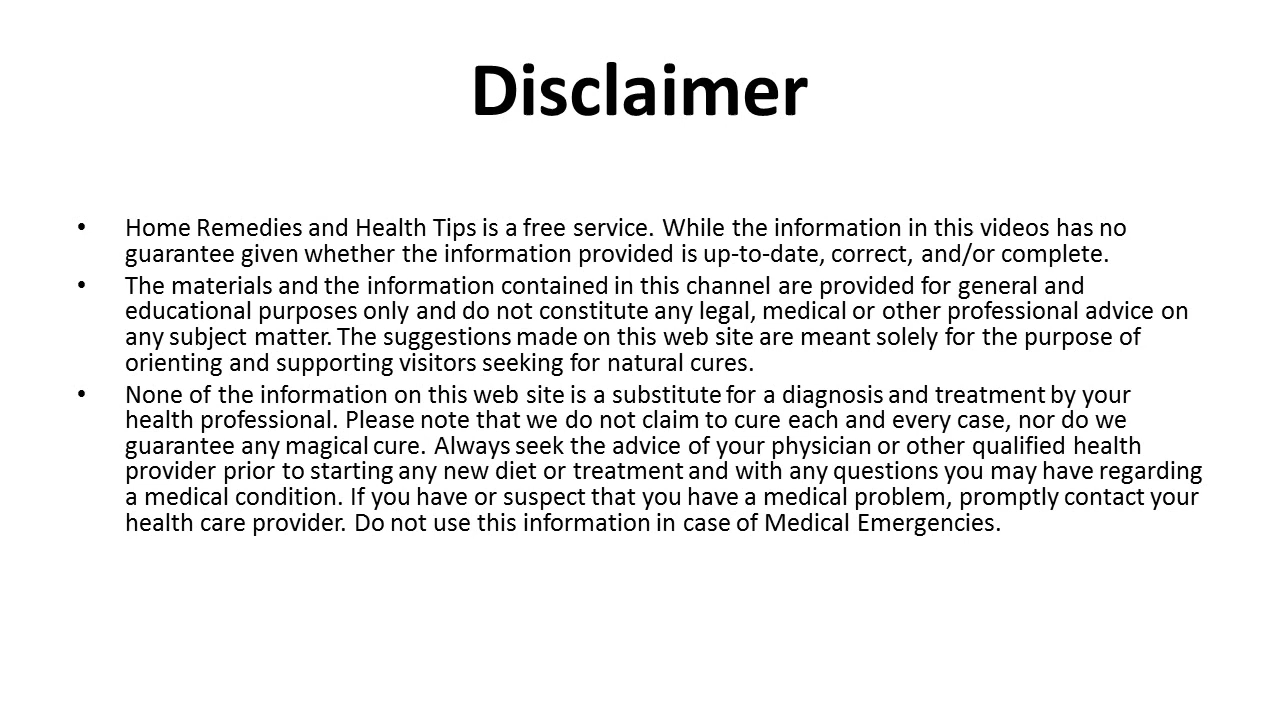 Disclaimer
• Home Remedies and Health Tips is a free service. While the information in this videos has no
guarantee given whether the information provided is up-to-date, correct, and/or complete.
• The materials and the information contained in this channel are provided for general and
educational purposes only and do not constitute any legal, medical or other professional advice on
any subject matter. The suggestions made on this web site are meant solely for the purpose of
orienting and supporting visitors seeking for natural cures.
• None of the information on this web site is a substitute for a diagnosis and treatment by your
health professional. Please note that we do not claim to cure each and every case, nor do we
guarantee any magical cure. Always seek the advice of your physician or other qualified health
provider prior to starting any new diet or treatment and with any questions you may have regarding
a medical condition. If you have or suspect that you have a medical problem, promptly contact your
health care provider. Do not use this information in case of Medical Emergencies.